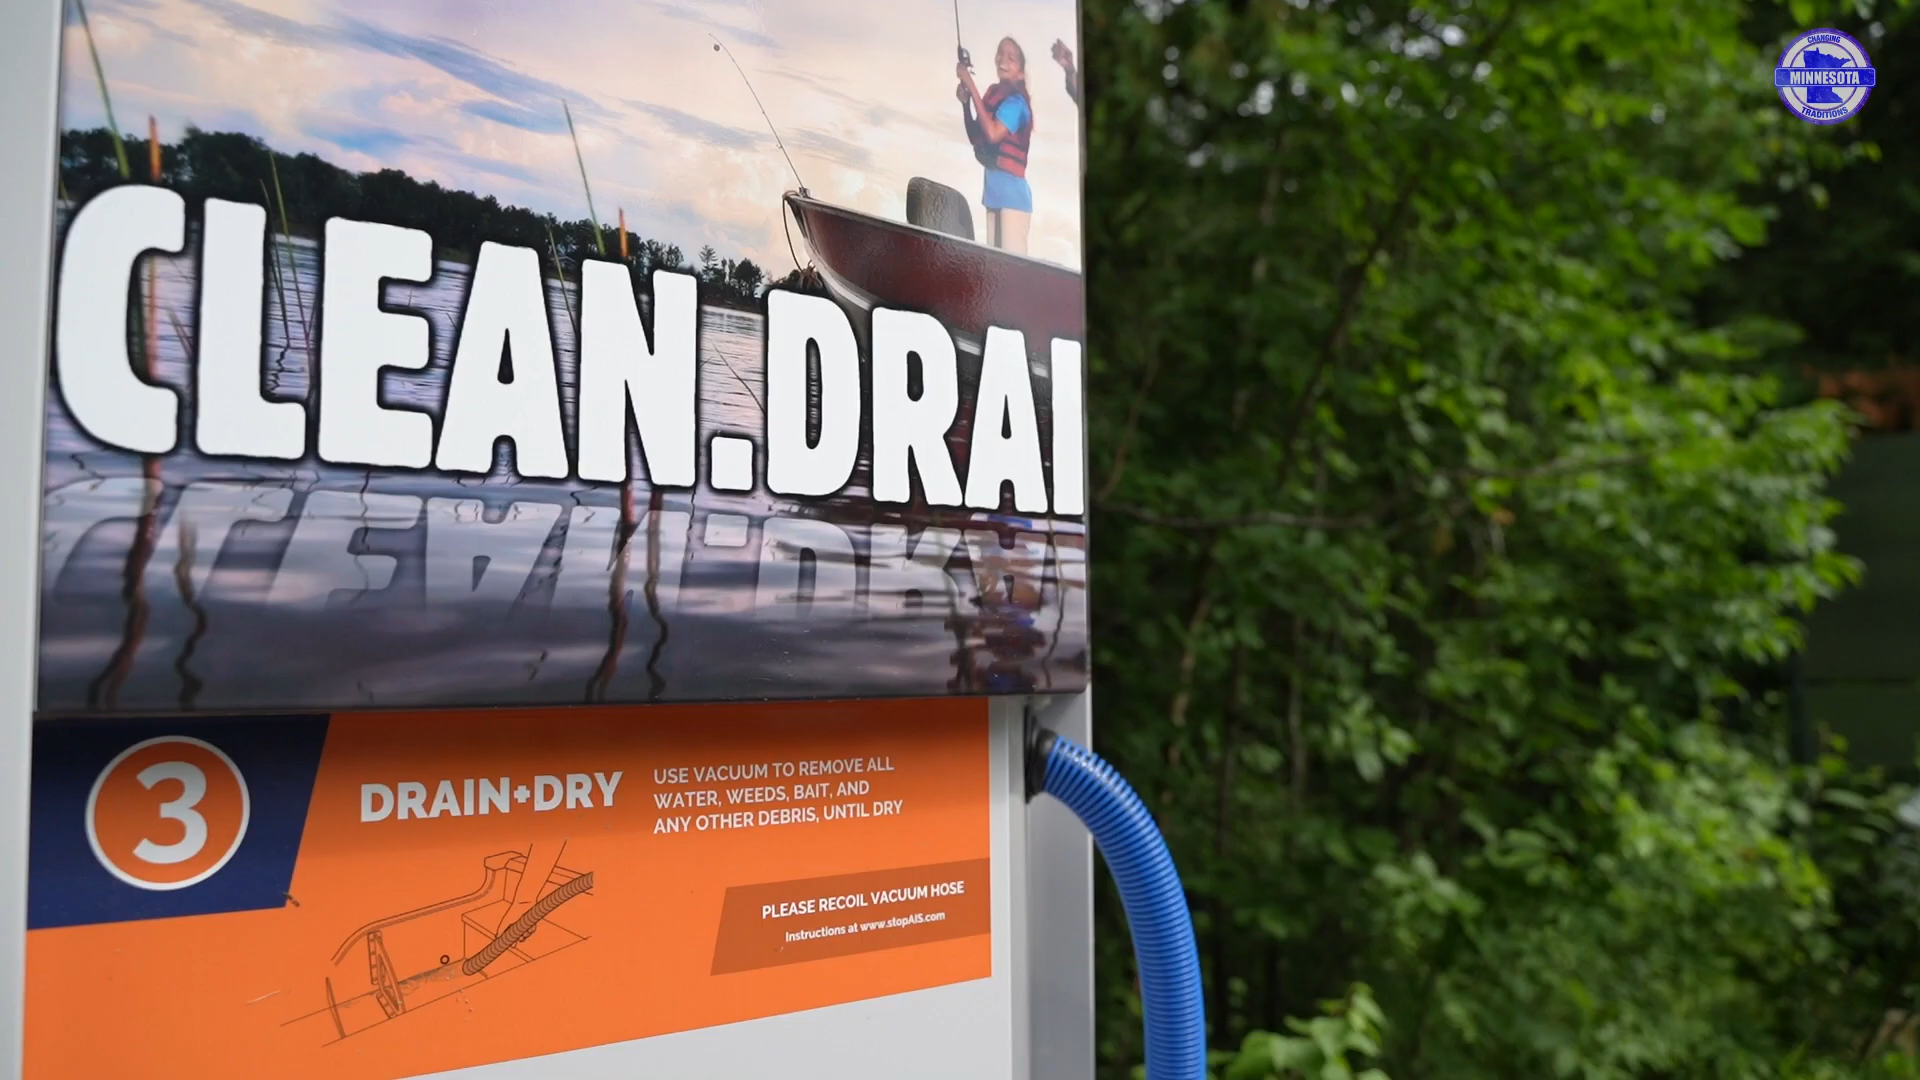 CHANGING
MINNESOTA
TRADITIONS
CLEAN.DRAI
3
DRAIN+DRY
USE VACUUM TO REMOVE ALL
WATER, WEEDS, BAIT, AND
ANY OTHER DEBRIS, UNTIL DRY
PLEASE RECOIL VACUUM HOSE
Instructions at www.stopAIS.com